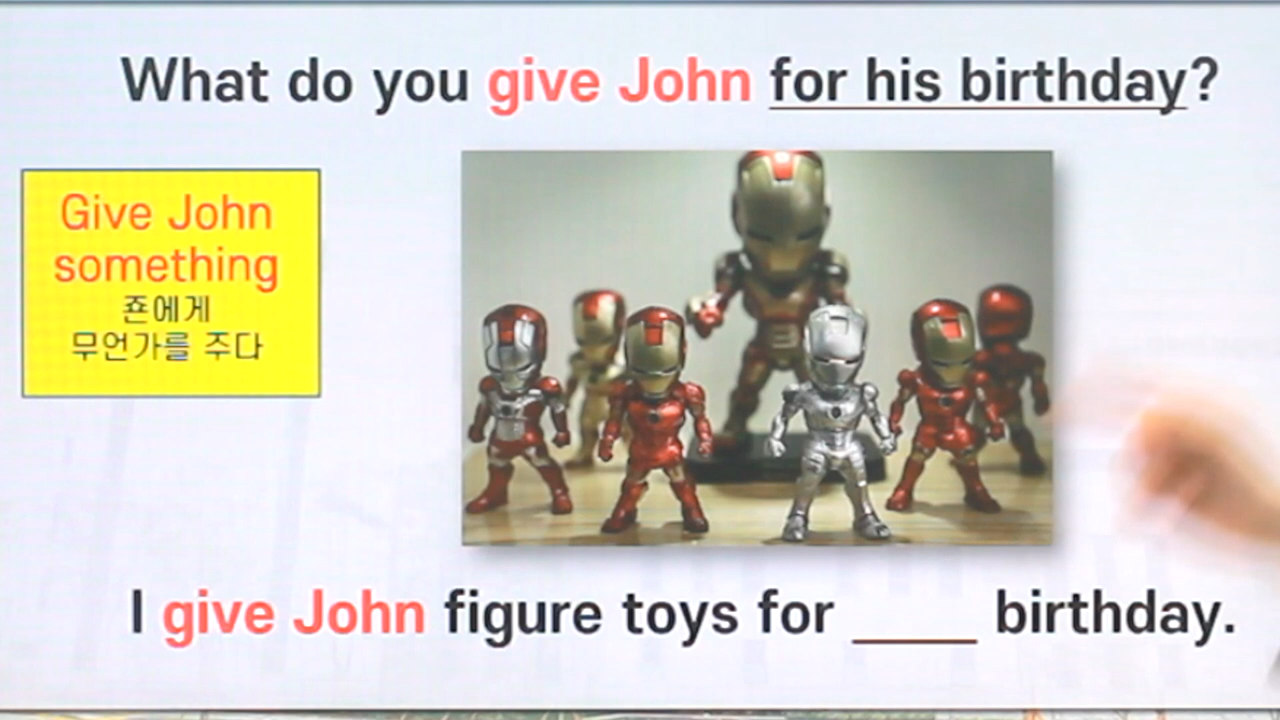 What do you give John for his birthday?
Give John
something
죤에게
무언가를 주다
I give John figure toys for ____ birthday.